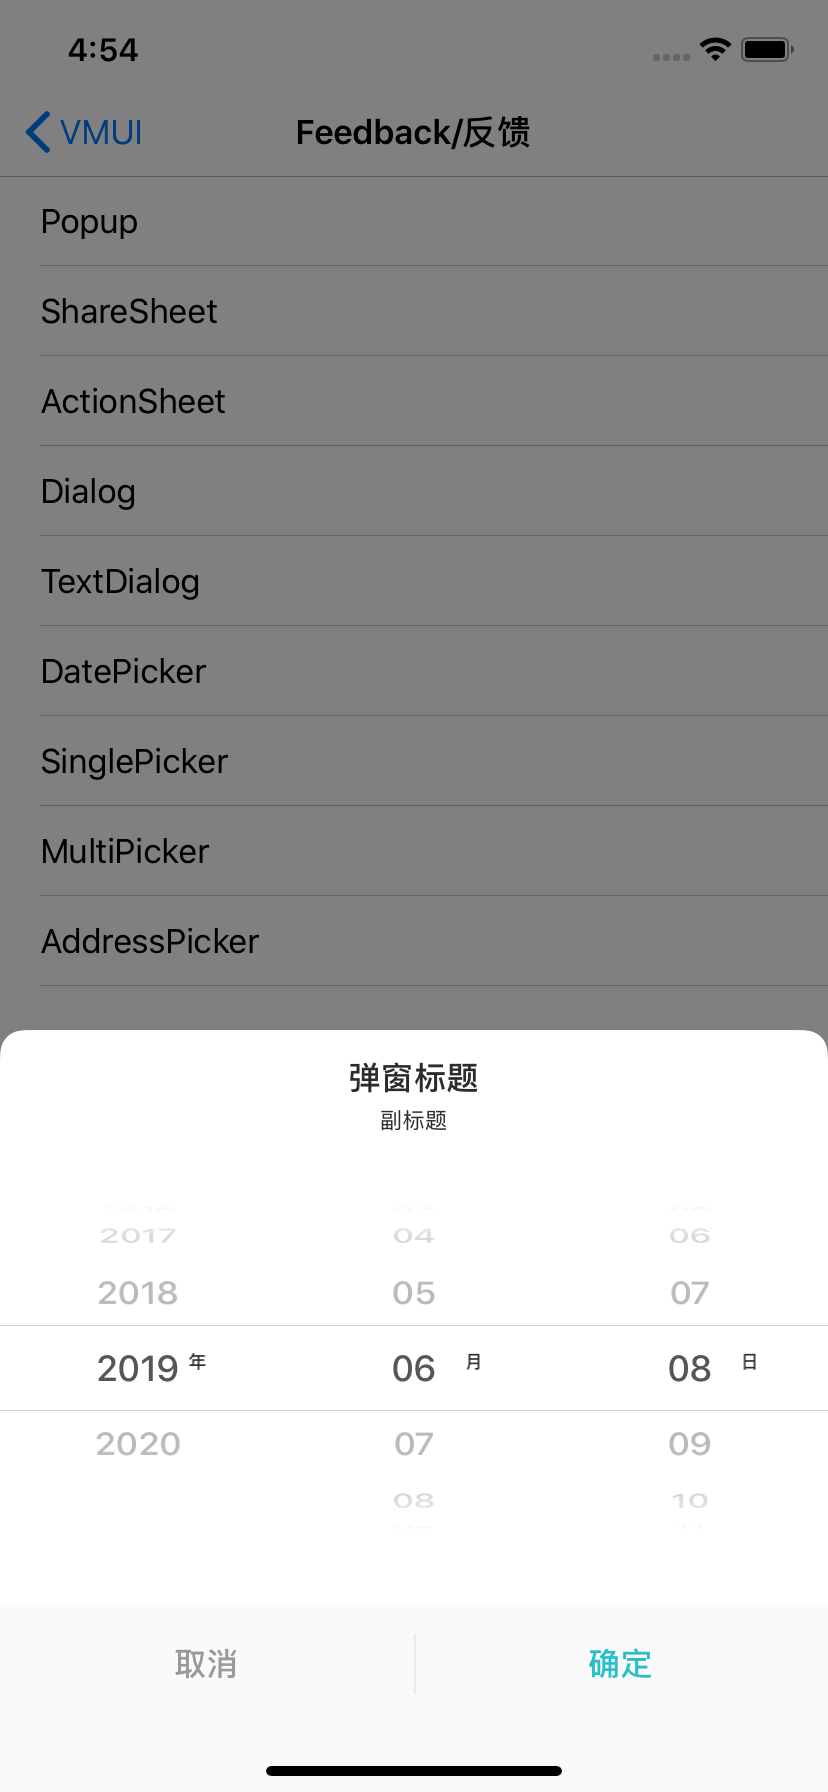 4:54
VMUI
Feedback/反馈
Popup
ShareSheet
ActionSheet
Dialog
TextDialog
DatePicker
SinglePicker
MultiPicker
AddressPicker
弹窗标题
副标题
2017 04 06
2018 05 07
2019 年 06 月 08 日
2020 07 09
08 10
取消 确定